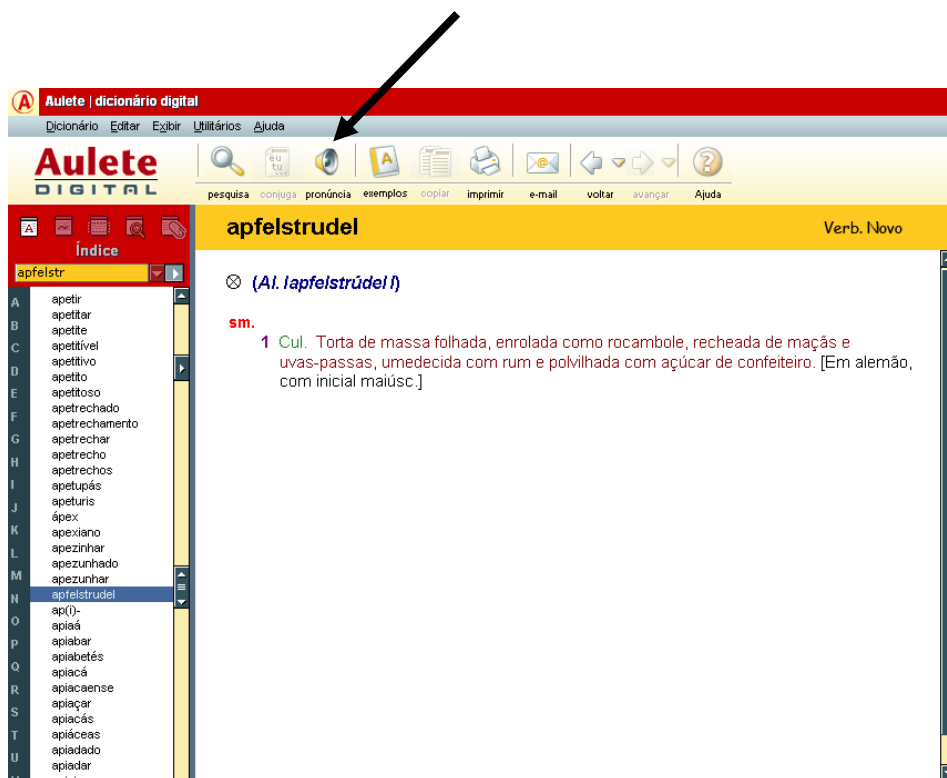 Aulete | dicionário digital
Dicionário Editar Exibir Utilitários Ajuda
Aulete
DIGITAL
eu
tu
A
pesquisa conjuga pronúncia exemplos copiar imprimir e-mail voltar avançar Ajuda
apfelstrudel
Verb. Novo
Índice
apfelstr
⊗ (Al. /apfelstrúdel/)
sm.
1 Cul. Torta de massa folhada, enrolada como rocambole, recheada de maçãs e
uvas-passas, umedecida com rum e polvilhada com açúcar de confeiteiro. [Em alemão,
com inicial maiúsc.]
A
B
C
D
E
F
G
H
I
J
K
L
M
N
O
P
Q
R
S
T
U
apetir
apetitar
apetite
apetitível
apetitivo
apetito
apetitoso
apetrechado
apetrechamento
apetrechar
apetrecho
apetrechos
apetupás
apeturis
ápex
apexiano
apezinhar
apezunhado
apezunhar
apfelstrudel
ap(i)-
apiaá
apiabar
apiabetés
apiacá
apiacaense
apiaçar
apiacás
apiáceas
apiadado
apiadar